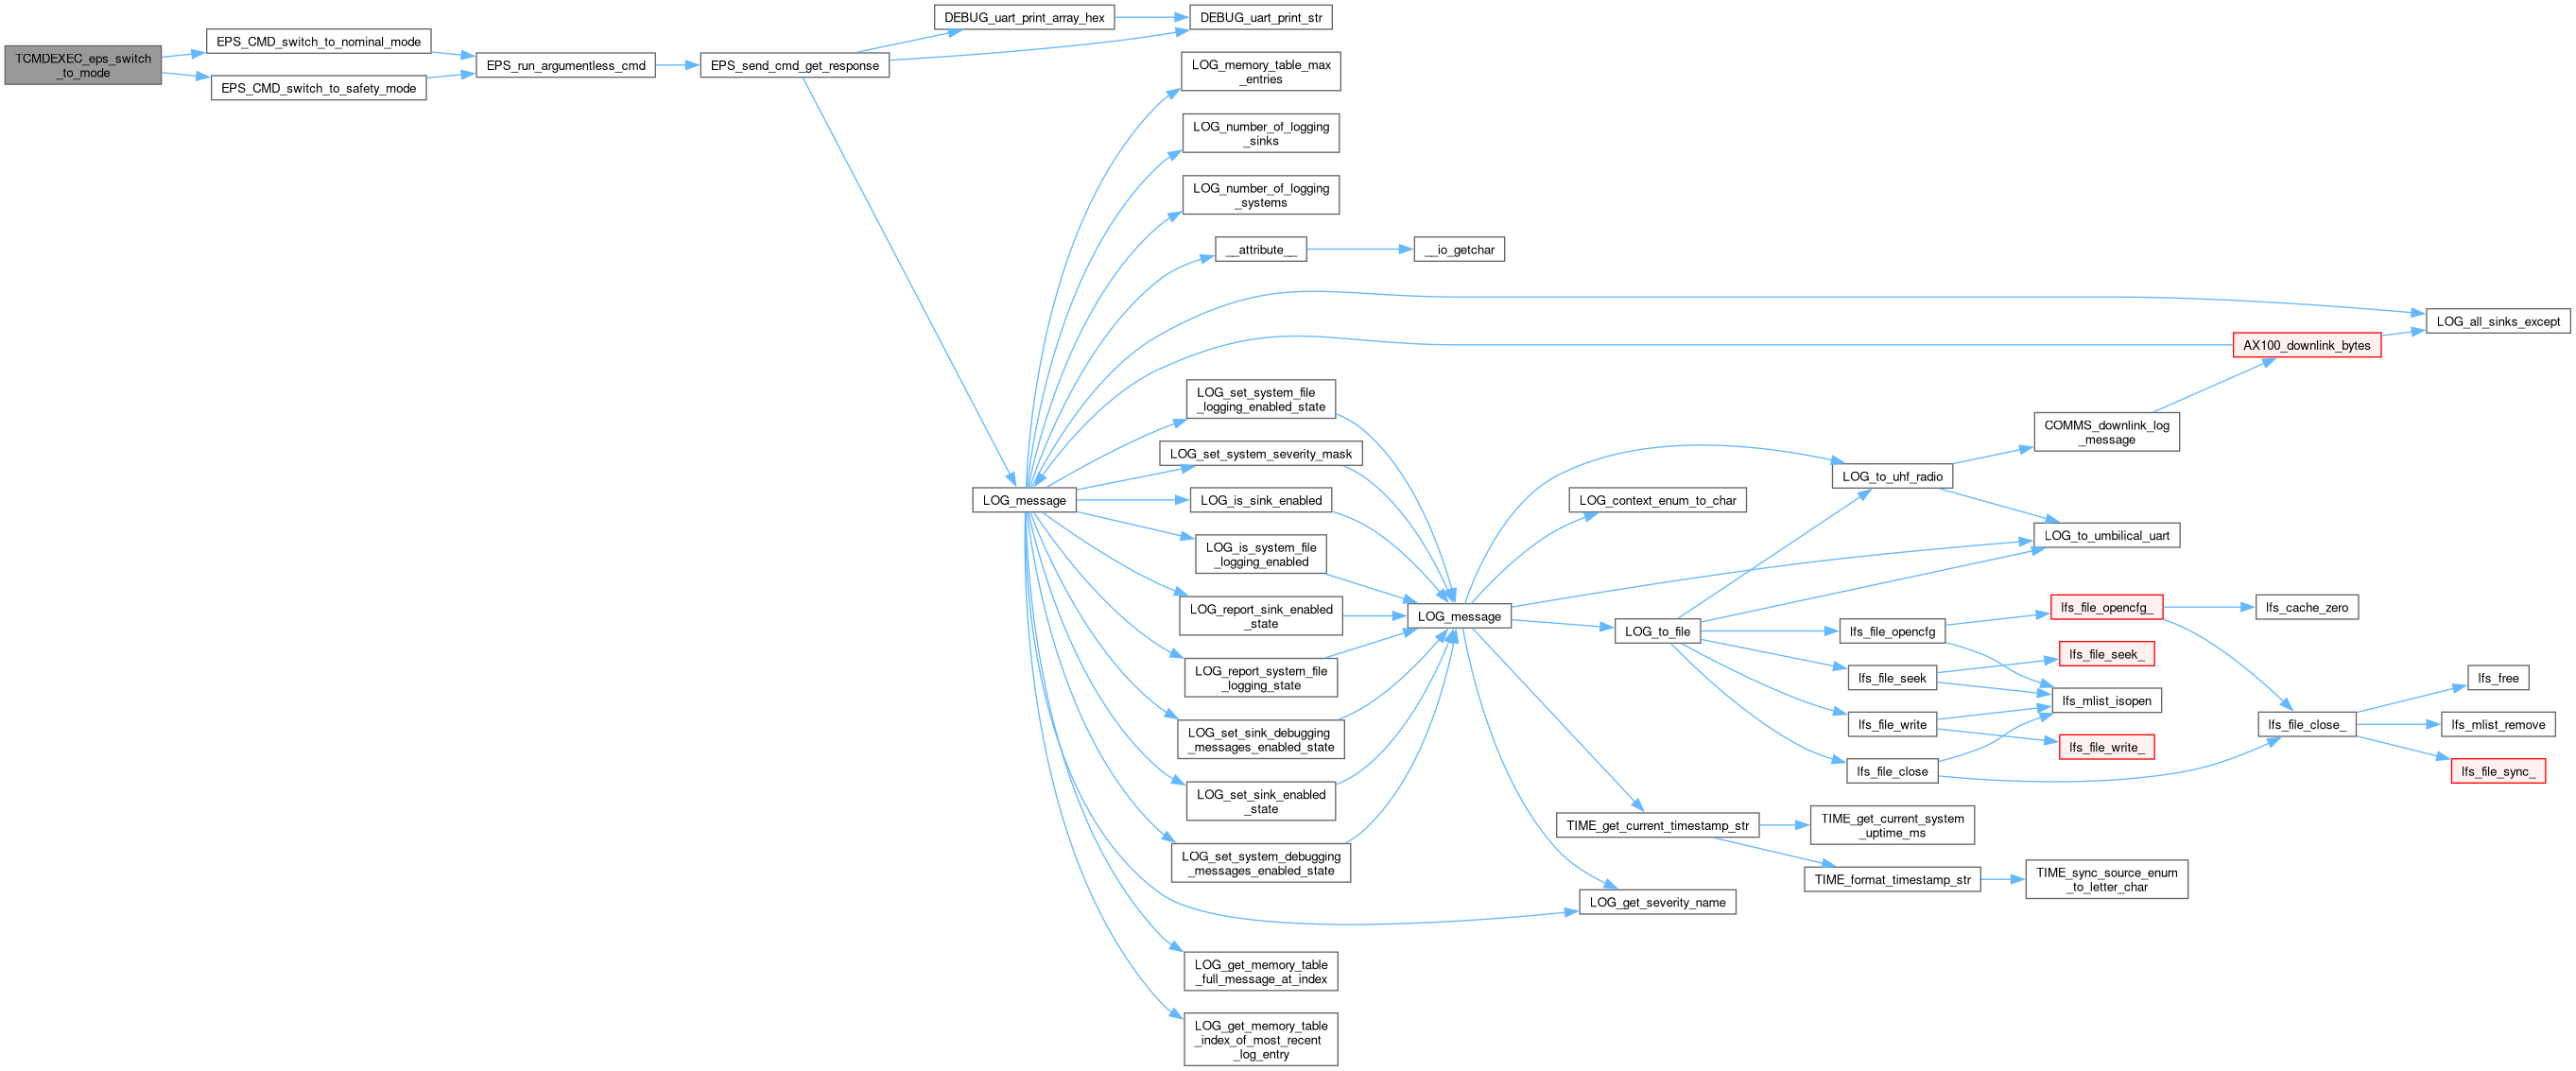 TCMDEXEC_eps_switch
_to_mode
EPS_CMD_switch_to_nominal_mode
EPS_CMD_switch_to_safety_mode
EPS_run_argumentless_cmd
EPS_send_cmd_get_response
DEBUG_uart_print_array_hex
DEBUG_uart_print_str
LOG_memory_table_max
_entries
LOG_number_of_logging
_sinks
LOG_number_of_logging
_systems
__attribute__
__io_getchar
LOG_all_sinks_except
AX100_downlink_bytes
LOG_set_system_file
_logging_enabled_state
COMMS_downlink_log
_message
LOG_set_system_severity_mask
LOG_to_uhf_radio
LOG_message
LOG_is_sink_enabled
LOG_context_enum_to_char
LOG_to_umbilical_uart
LOG_is_system_file
_logging_enabled
LOG_report_sink_enabled
_state
LOG_message
LOG_to_file
lfs_file_opencfg
lfs_file_opencfg_
lfs_cache_zero
LOG_report_system_file
_logging_state
lfs_file_seek
lfs_file_seek_
lfs_mlist_isopen
lfs_free
LOG_set_sink_debugging
_messages_enabled_state
lfs_file_write
lfs_file_write_
lfs_file_close_
lfs_mlist_remove
lfs_file_close
lfs_file_sync_
LOG_set_sink_enabled
_state
TIME_get_current_timestamp_str
TIME_get_current_system
_uptime_ms
LOG_set_system_debugging
_messages_enabled_state
TIME_format_timestamp_str
TIME_sync_source_enum
_to_letter_char
LOG_get_severity_name
LOG_get_memory_table
_full_message_at_index
LOG_get_memory_table
_index_of_most_recent
_log_entry